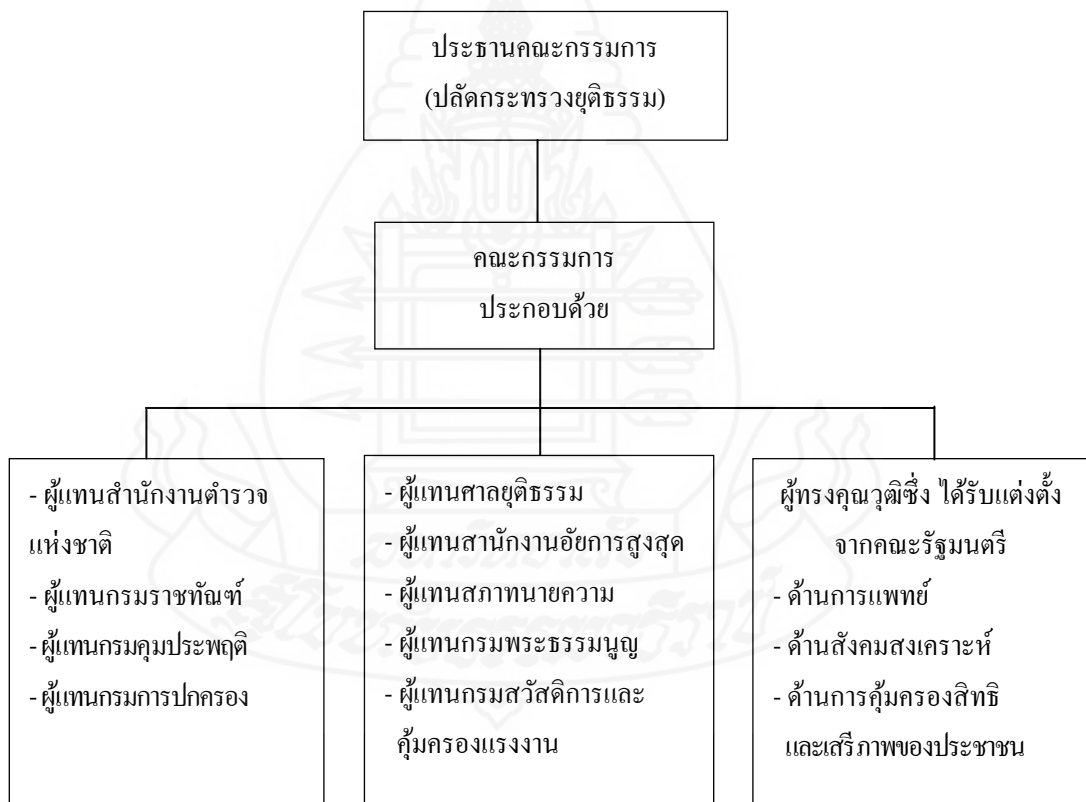 ประธานคณะกรรมการ
(ปลัดกระทรวงยุติธรรม)
คณะกรรมการ
ประกอบด้วย
- ผู้แทนสำนักงานตำรวจ
แห่งชาติ
- ผู้แทนกรมราชทัณฑ์
- ผู้แทนกรมคุมประพฤติ
- ผู้แทนกรมการปกครอง
- ผู้แทนศาลยุติธรรม
- ผู้แทนสานักงานอัยการสูงสุด
- ผู้แทนสภาทนายความ
- ผู้แทนกรมพระธรรมนูญ
- ผู้แทนกรมสวัสดิการและ
คุ้มครองแรงงาน
ผู้ทรงคุณวุฒิซึ่ง ได้รับแต่งตั้ง
จากคณะรัฐมนตรี
- ด้านการแพทย์
- ด้านสังคมสงเคราะห์
- ด้านการคุ้มครองสิทธิ
และเสรีภาพของประชาชน